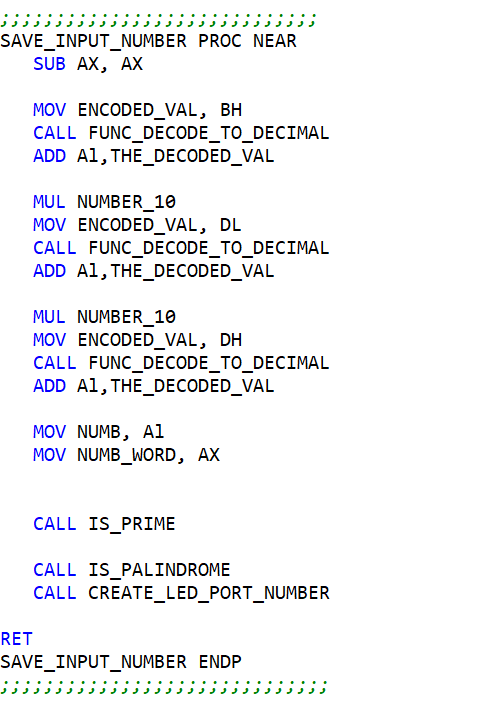 ;;;;;;;;;;;;;;;;;;;;;;;;;;;;;
SAVE_INPUT_NUMBER PROC NEAR
SUB AX, AX
MOV ENCODED_VAL, BH
CALL FUNC_DECODE_TO_DECIMAL
ADD Al,THE_DECODED_VAL
MUL NUMBER_10
MOV ENCODED_VAL, DL
CALL FUNC_DECODE_TO_DECIMAL
ADD Al,THE_DECODED_VAL
MUL NUMBER_10
MOV ENCODED_VAL, DH
CALL FUNC_DECODE_TO_DECIMAL
ADD Al,THE_DECODED_VAL
MOV NUMB, Al
MOV NUMB_WORD, AX
CALL IS_PRIME
CALL IS_PALINDROME
CALL CREATE_LED_PORT_NUMBER
RET
SAVE_INPUT_NUMBER ENDP
;;;;;;;;;;;;;;;;;;;;;;;;;;;;;;